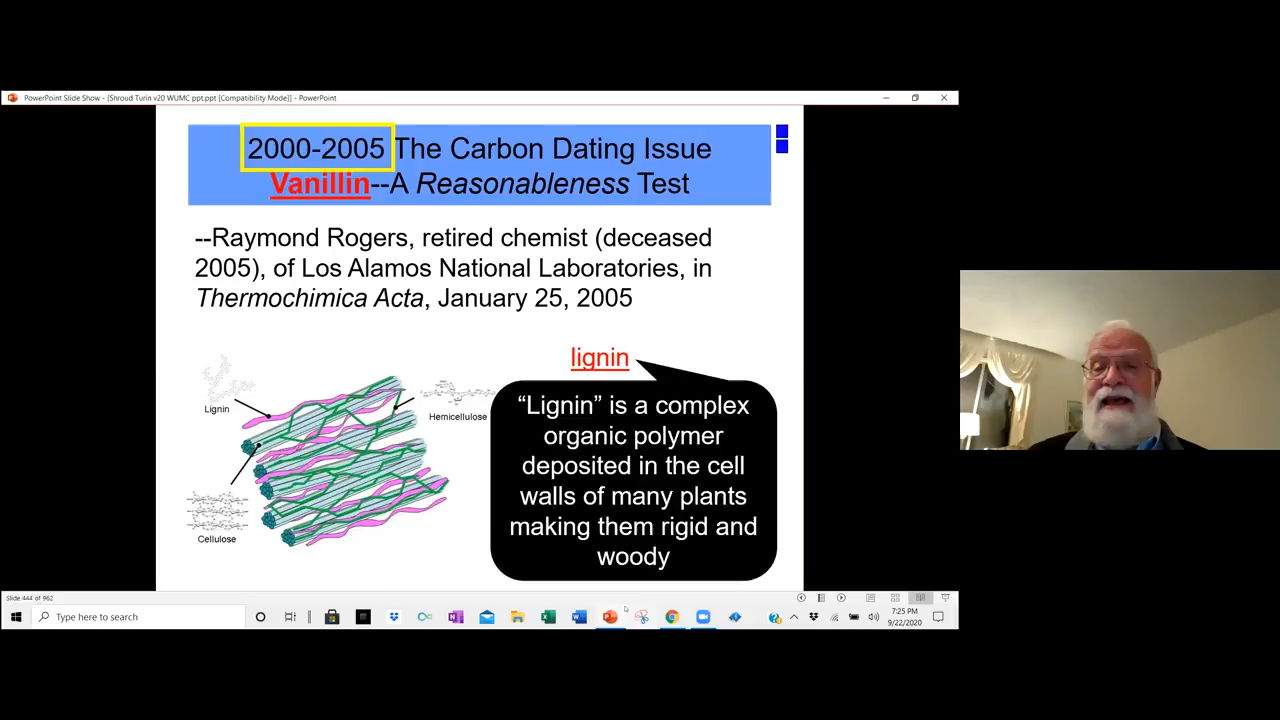 PowerPoint Slide Show - [Shroud Turin v20 WUMC ppt.ppt [Compatibility Mode]] - PowerPoint
2000-2005 The Carbon Dating Issue
Vanillin--A Reasonableness Test
--Raymond Rogers, retired chemist (deceased
2005), of Los Alamos National Laboratories, in
Thermochimica Acta, January 25, 2005
lignin
Lignin
Hemicellulose
Cellulose
“Lignin” is a complex
organic polymer
deposited in the cell
walls of many plants
making them rigid and
woody
Slide 444 of 962
Type here to search
7:25 PM
9/22/2020